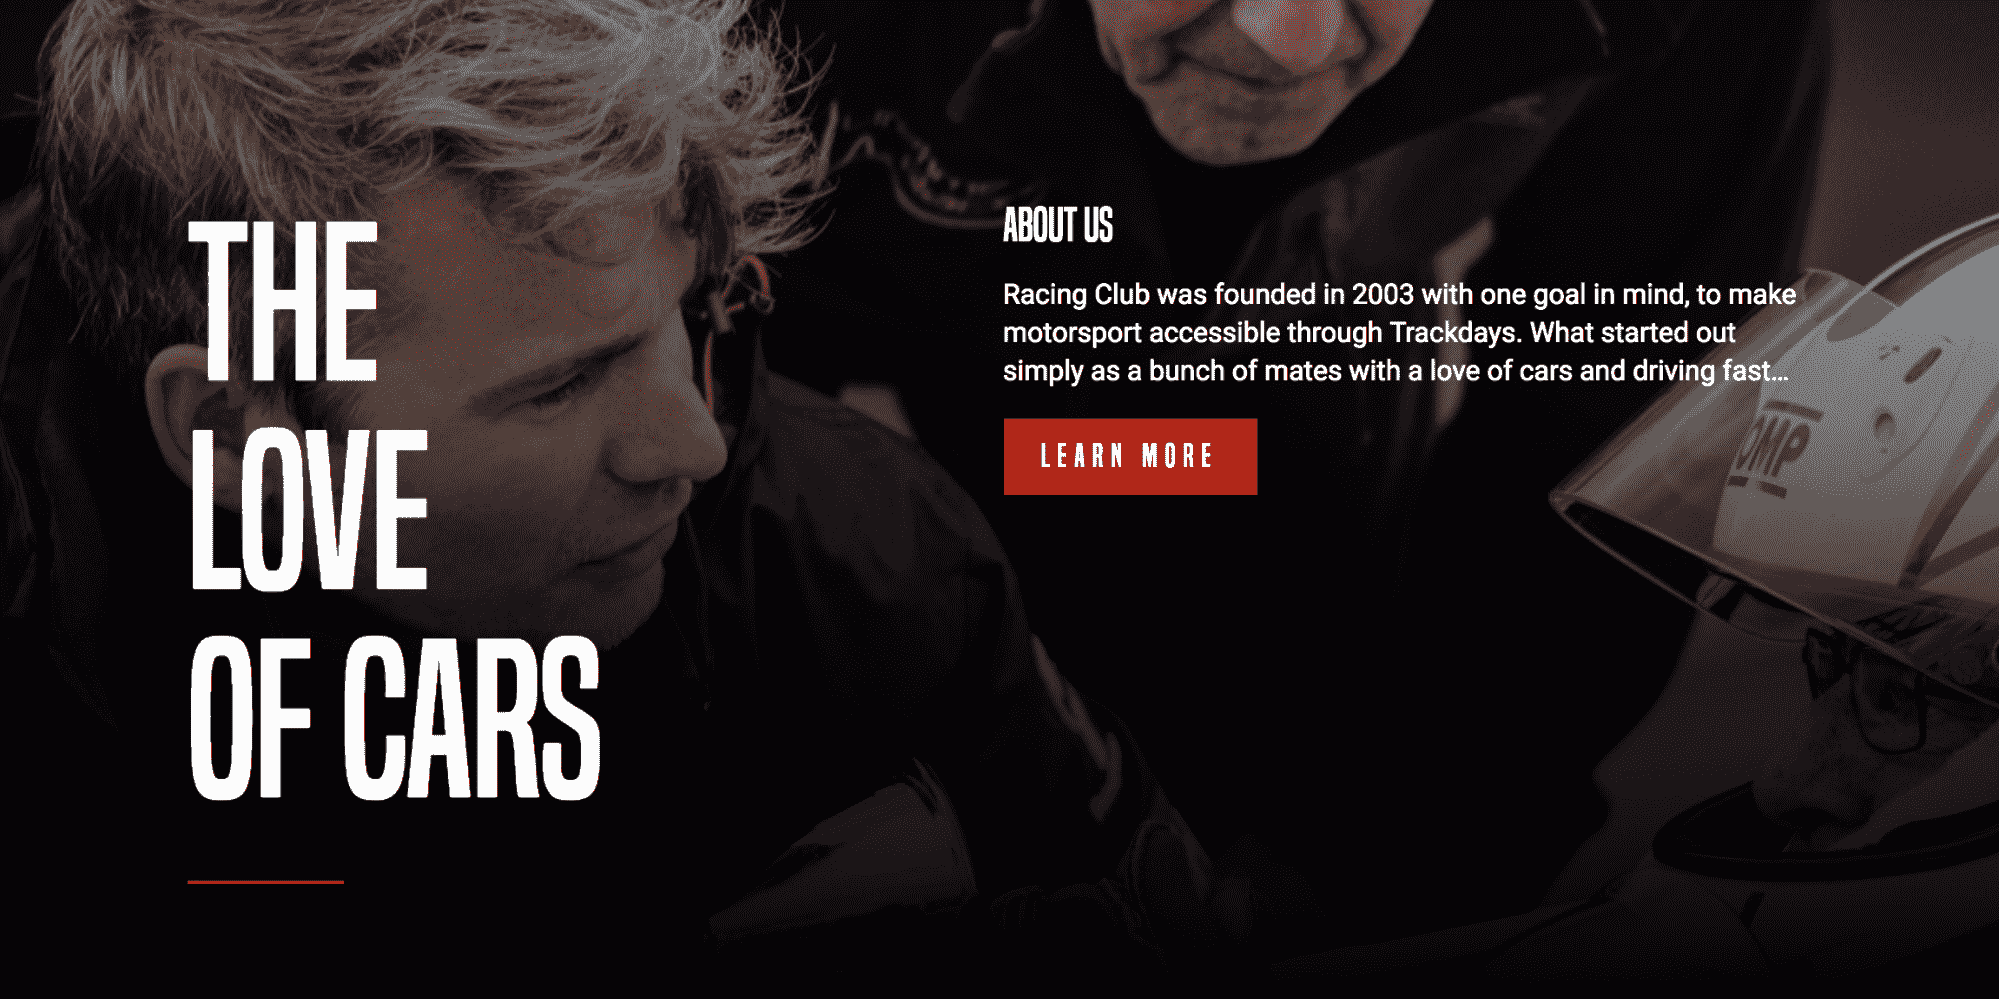 THE
LOVE
OF CARS
ABOUT US
Racing Club was founded in 2003 with one goal in mind, to make
motorsport accessible through Trackdays. What started out
simply as a bunch of mates with a love of cars and driving fast...
LEARN MORE
OMP